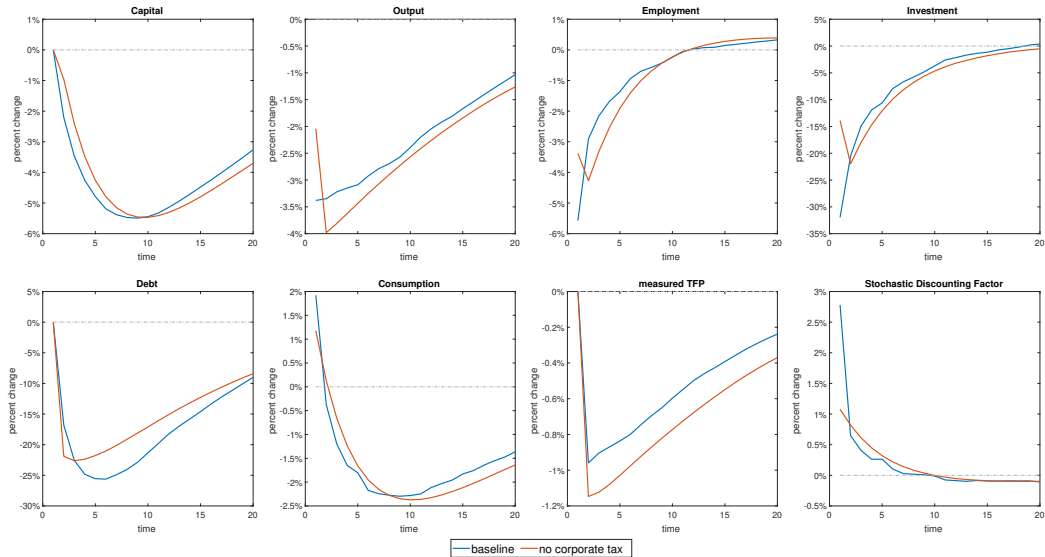 Capital
1%
0%
-1%
-2%
-3%
-4%
-5%
-6%
percent change
0 5 10 15 20
time
Output
0%
-0.5%
-1%
-1.5%
-2%
-2.5%
-3%
-3.5%
-4%
percent change
0 5 10 15 20
time
Employment
1%
0%
-1%
-2%
-3%
-4%
-5%
-6%
percent change
0 5 10 15 20
time
Investment
5%
0%
-5%
-10%
-15%
-20%
-25%
-30%
-35%
percent change
0 5 10 15 20
time
Debt
5%
0%
-5%
-10%
-15%
-20%
-25%
-30%
percent change
0 5 10 15 20
time
Consumption
2%
1.5%
1%
0.5%
0%
-0.5%
-1%
-1.5%
-2%
-2.5%
percent change
0 5 10 15 20
time
measured TFP
0%
-0.2%
-0.4%
-0.6%
-0.8%
-1%
-1.2%
percent change
0 5 10 15 20
time
Stochastic Discounting Factor
3%
2.5%
2%
1.5%
1%
0.5%
0%
-0.5%
percent change
0 5 10 15 20
time
baseline no corporate tax